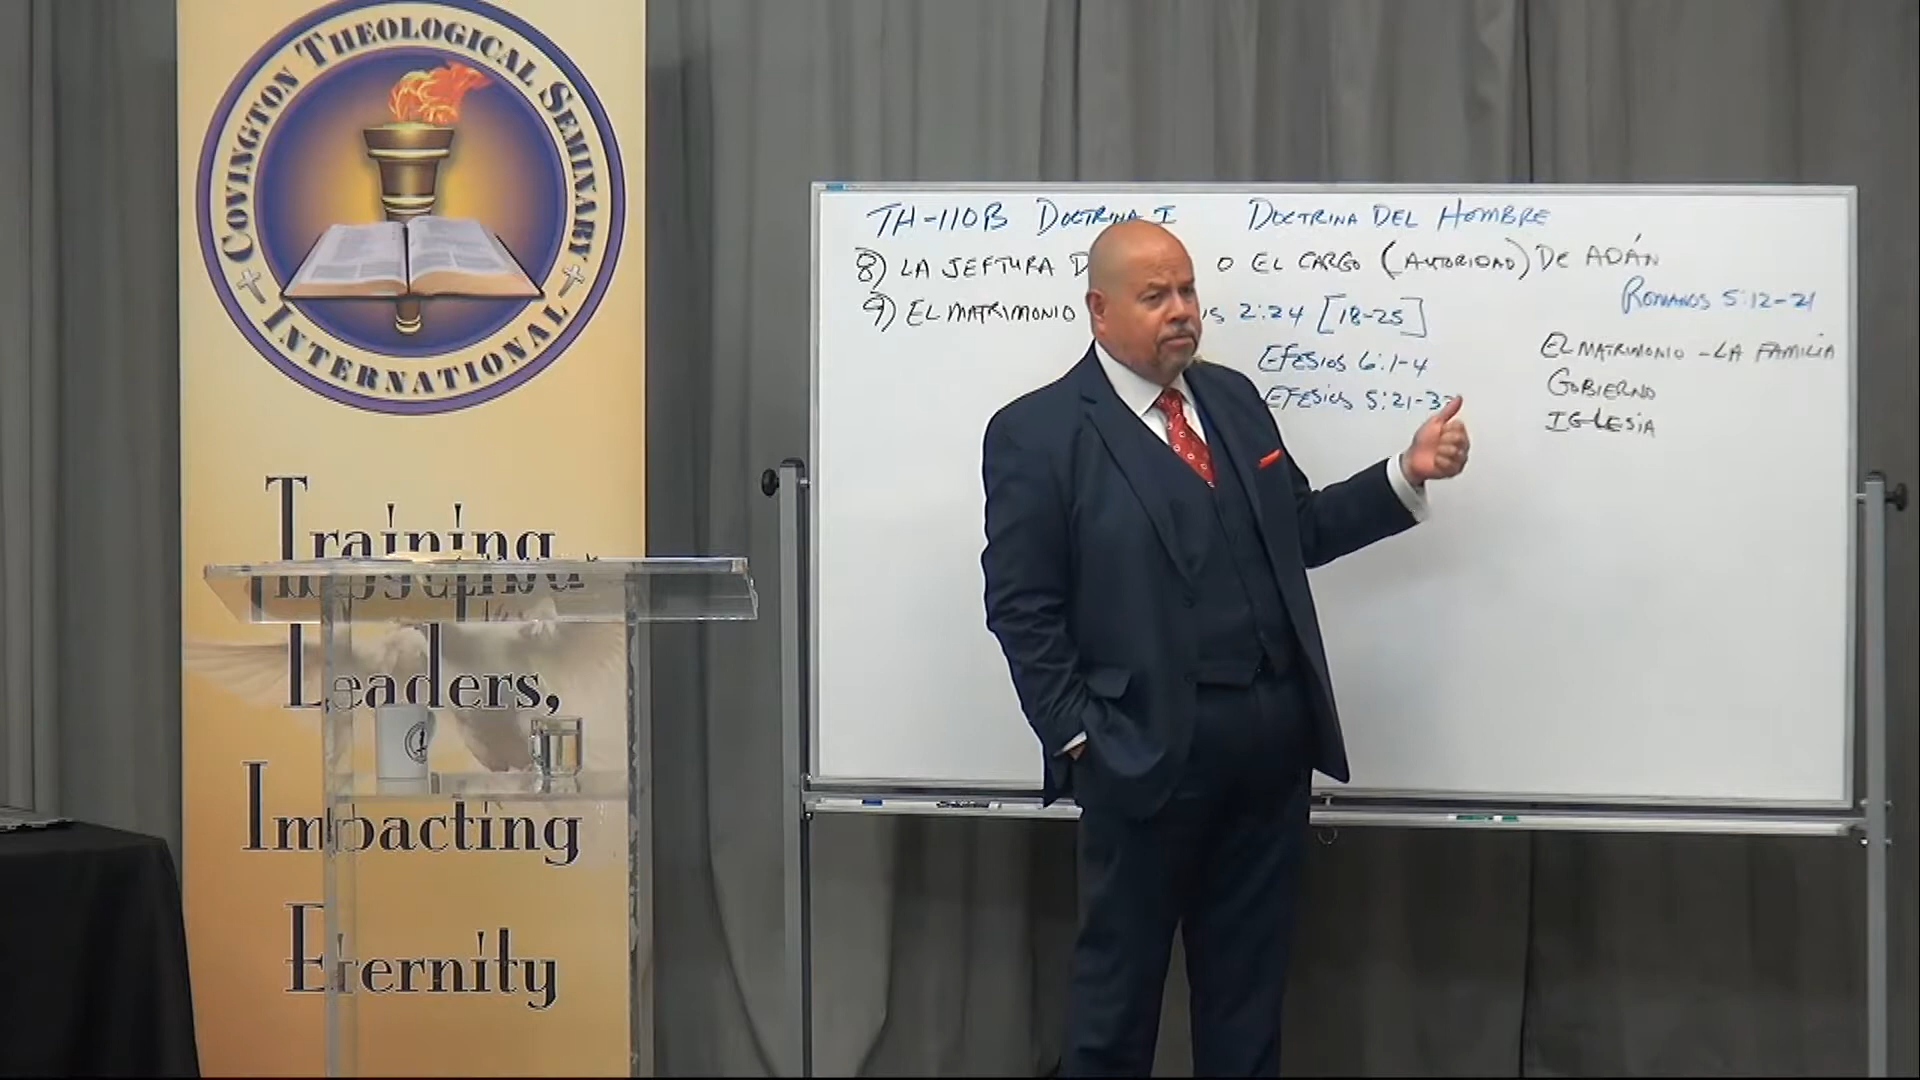 COVINGTON THEOLOGICAL SEMINARY
INTERNATIONAL
Training
Leaders,
Impacting
Eternity
TH-110B DOCTRINA I DOCTRINA DEL HOMBRE
8) LA JEFTURA O EL CARGO (AUTORIDAD) DE ADÁN
ROMANOS 5:12-21
9) EL MATRIMONIO 2:24 [18-25]
EFESIOS 6:1-4
EFESIOS 5:21-33
EL MATRIMONIO - LA FAMILIA
GOBIERNO
IGLESIA